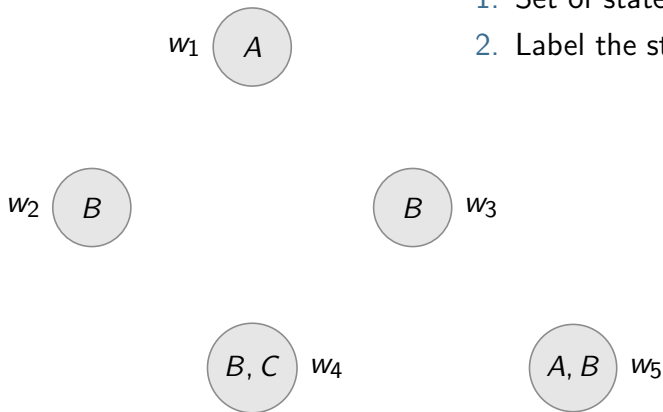 1. Set of state
2. Label the st
w1 A
w2 B
B w3
B, C w4
A, B w5